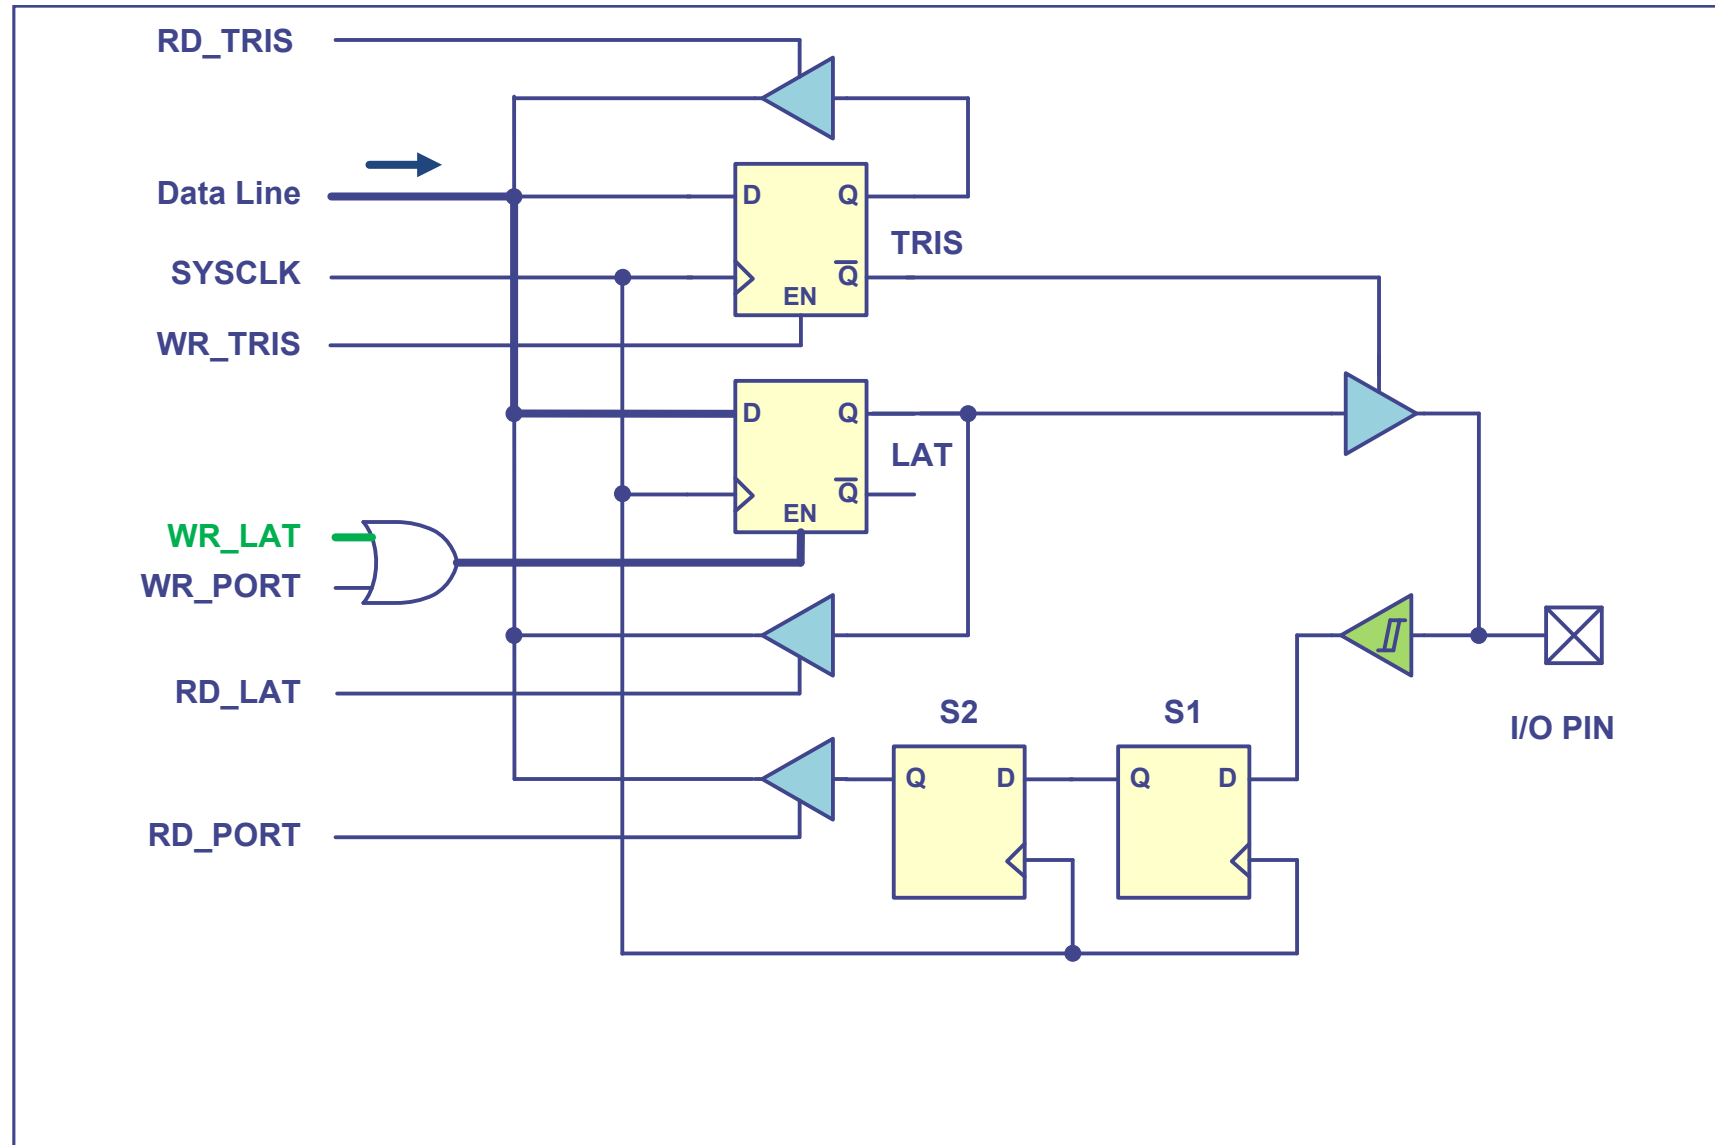 RD_TRIS
Data Line
D
Q
TRIS
SYSCLK
Q̅
EN
WR_TRIS
D
Q
LAT
Q̅
EN
WR_LAT
WR_PORT
RD_LAT
S2
S1
I/O PIN
Q
D
Q
D
RD_PORT